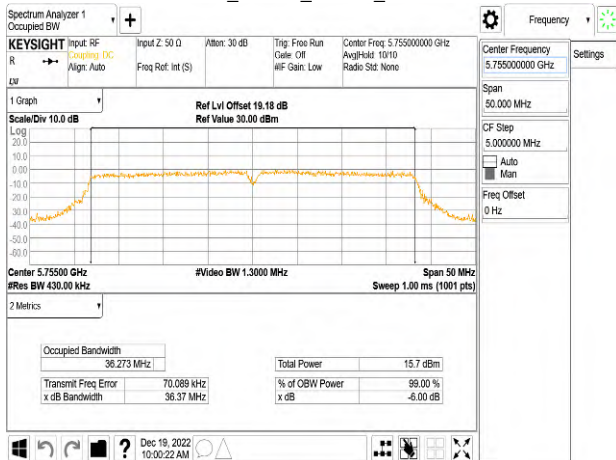 Spectrum Analyzer 1
Occupied BW
Frequency
KEYSIGHT
R
Input: RF
Coupling: DC
Align: Auto
Input Z: 50 Ω
Freq Ref: Int (S)
Atten: 30 dB
Trig: Free Run
Gate: Off
#IF Gain: Low
Center Freq: 5.755000000 GHz
Avg|Hold: 10/10
Radio Std: None
LXI
Center Frequency
5.755000000 GHz
Settings
Span
50.000 MHz
CF Step
5.000000 MHz
Auto
Man
Freq Offset
0 Hz
1 Graph
Scale/Div 10.0 dB
Ref Lvl Offset 19.18 dB
Ref Value 30.00 dBm
Log
20.0
10.0
0.00
-10.0
-20.0
-30.0
-40.0
-50.0
-60.0
Center 5.75500 GHz
#Video BW 1.3000 MHz
Span 50 MHz
#Res BW 430.00 kHz
Sweep 1.00 ms (1001 pts)
2 Metrics
Occupied Bandwidth
36.273 MHz
Total Power
15.7 dBm
Transmit Freq Error
70.089 kHz
% of OBW Power
99.00 %
x dB Bandwidth
36.37 MHz
x dB
-6.00 dB
?
Dec 19, 2022
10:00:22 AM